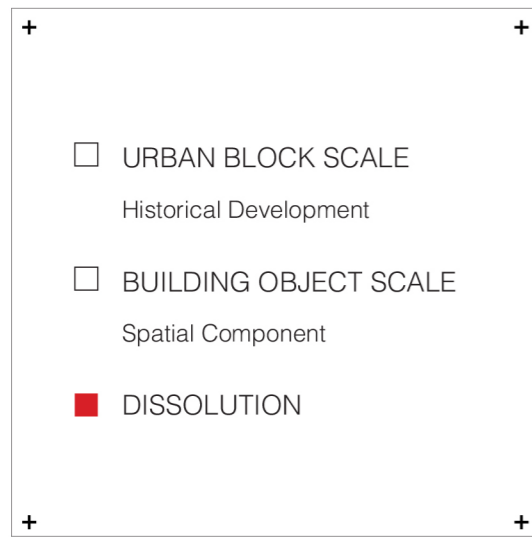 URBAN BLOCK SCALE
Historical Development
BUILDING OBJECT SCALE
Spatial Component
DISSOLUTION